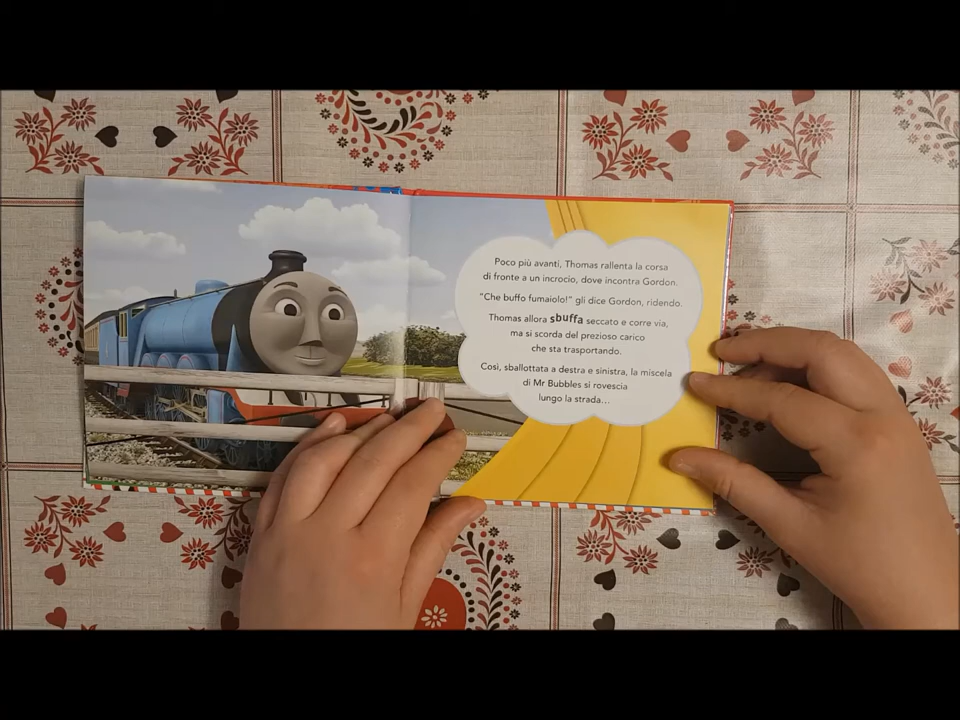 Poco più avanti, Thomas rallenta la corsa
di fronte a un incrocio, dove incontra Gordon.
"Che buffo fumaiolo!" gli dice Gordon, ridendo.
Thomas allora sbuffa seccato e corre via,
ma si scorda del prezioso carico
che sta trasportando.
Così, sballottata a destra e sinistra, la miscela
di Mr Bubbles si rovescia
lungo la strada...